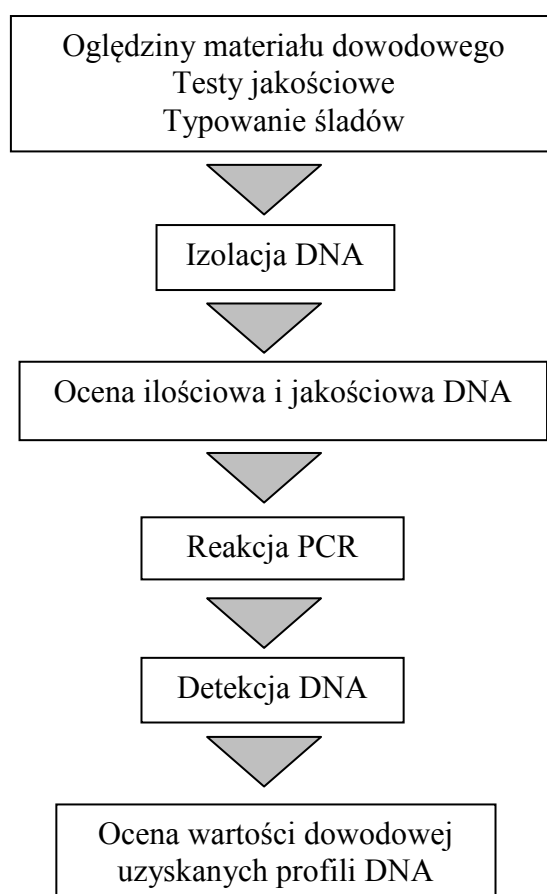 Oględziny materiału dowodowego
Testy jakościowe
Typowanie śladów
Izolacja DNA
Ocena ilościowa i jakościowa DNA
Reakcja PCR
Detekcja DNA
Ocena wartości dowodowej
uzyskanych profili DNA